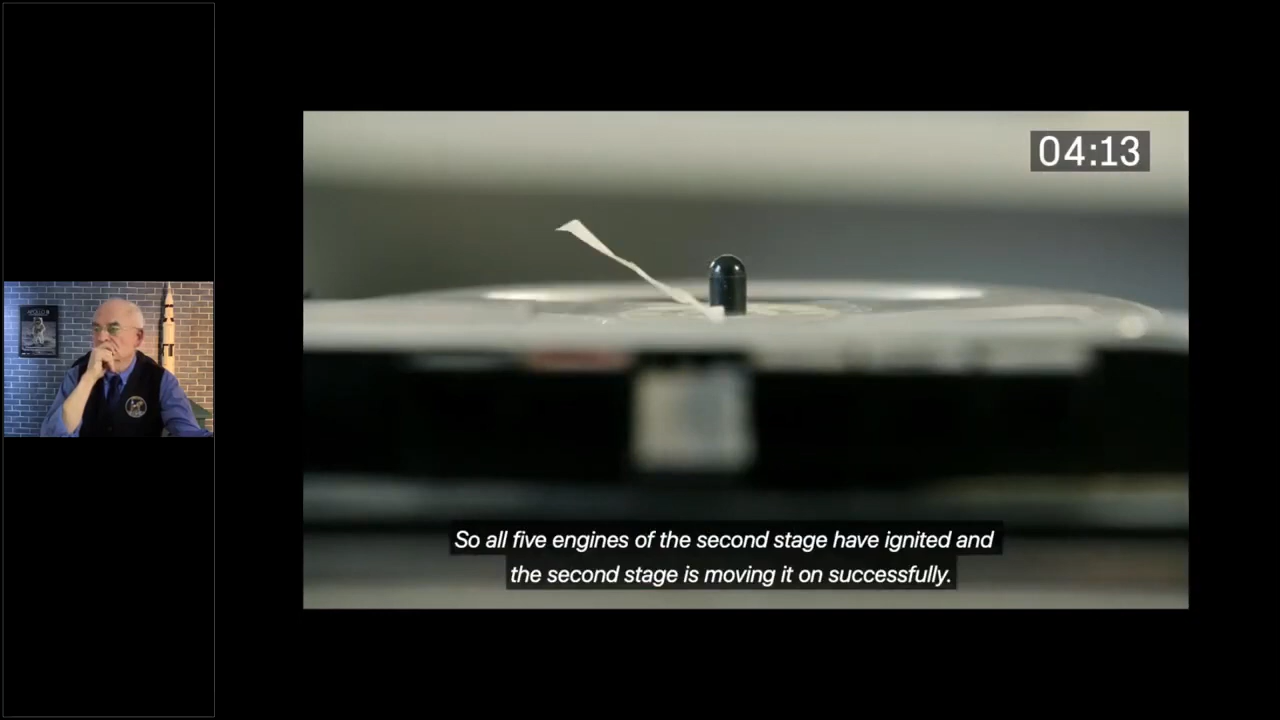 04:13
So all five engines of the second stage have ignited and
the second stage is moving it on successfully.